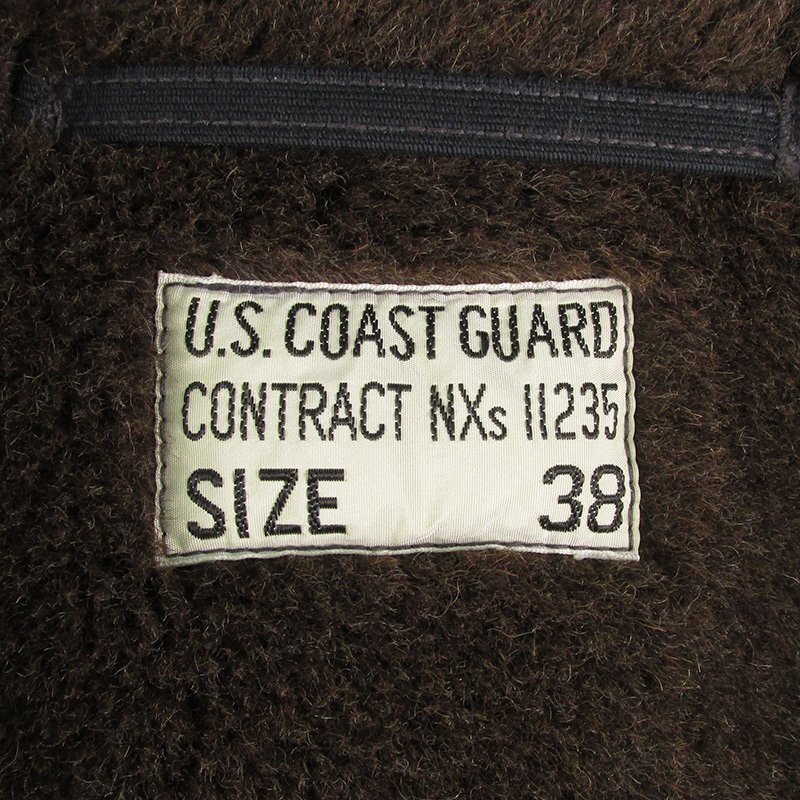 U.S. COAST GUARD
CONTRACT NXs 11235
SIZE 38